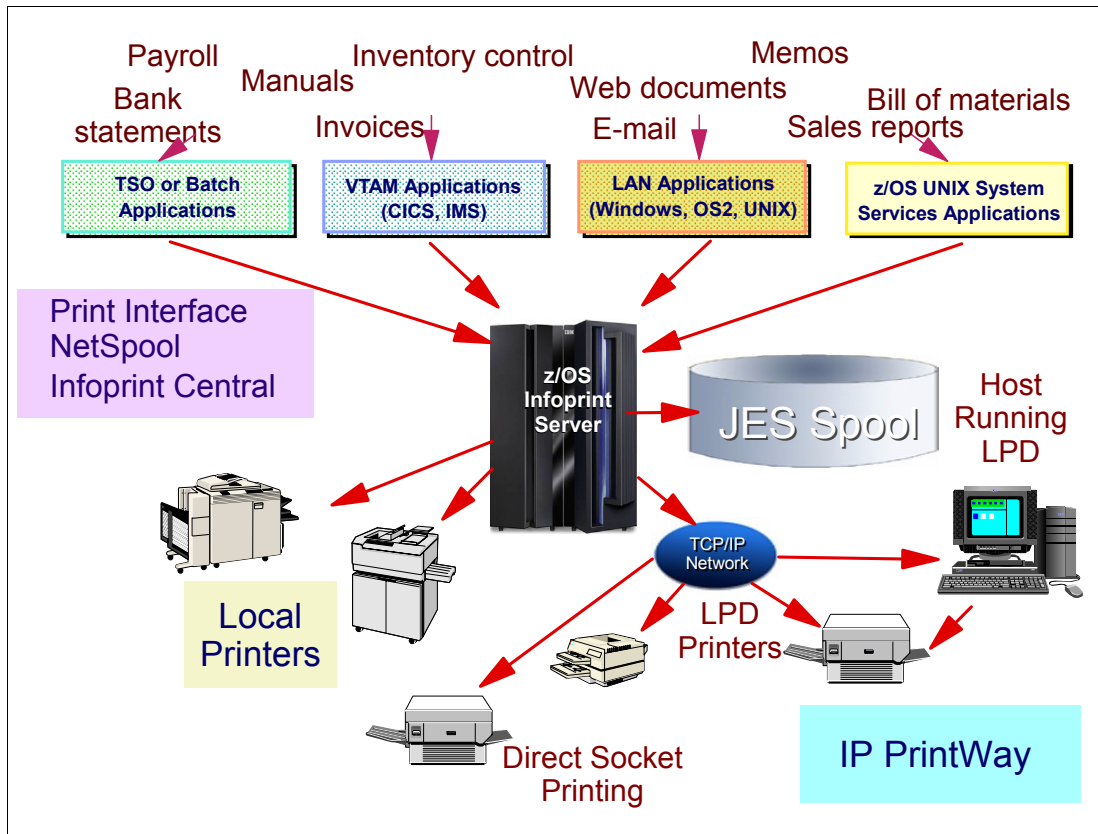 Payroll
Inventory control
Memos
Manuals
Web documents
Bank
statements
Invoices
E-mail
Bill of materials
Sales reports
TSO or Batch
Applications
VTAM Applications
(CICS, IMS)
LAN Applications
(Windows, OS2, UNIX)
z/OS UNIX System
Services Applications
Print Interface
NetSpool
Infoprint Central
z/OS
Infoprint
Server
JES Spool
Host
Running
LPD
TCP/IP
Network
Local
Printers
LPD
Printers
Direct Socket
Printing
IP PrintWay